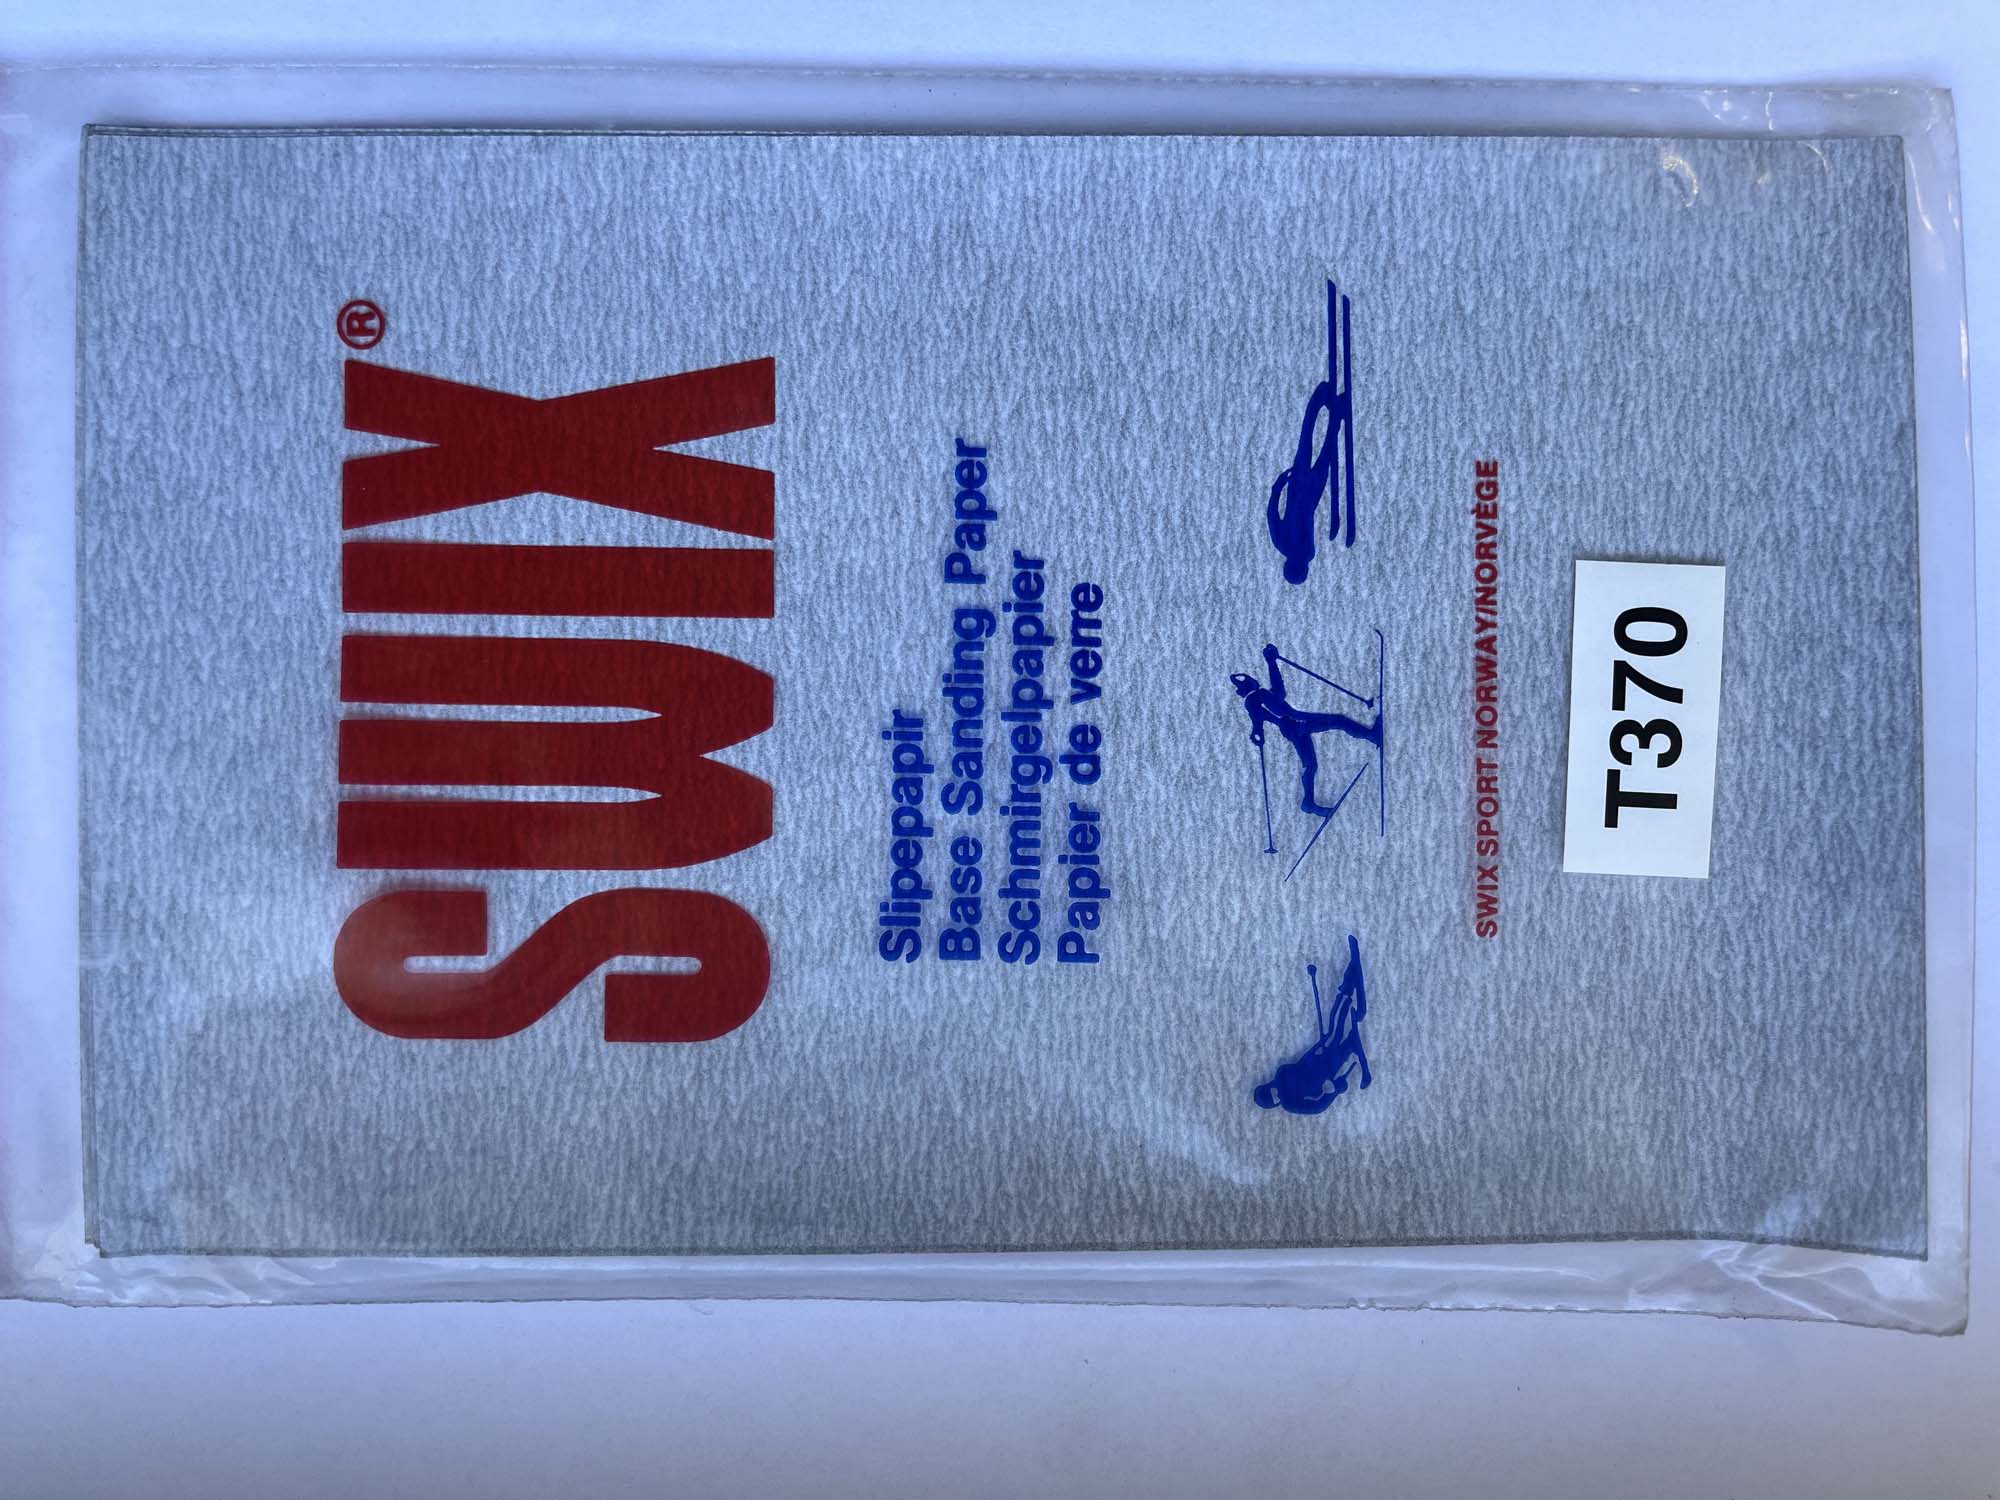 SWIX®
Slipepapir
Base Sanding Paper
Schmirgelpapier
Papier de verre
SWIX SPORT NORWAY/NORVÈGE
T370